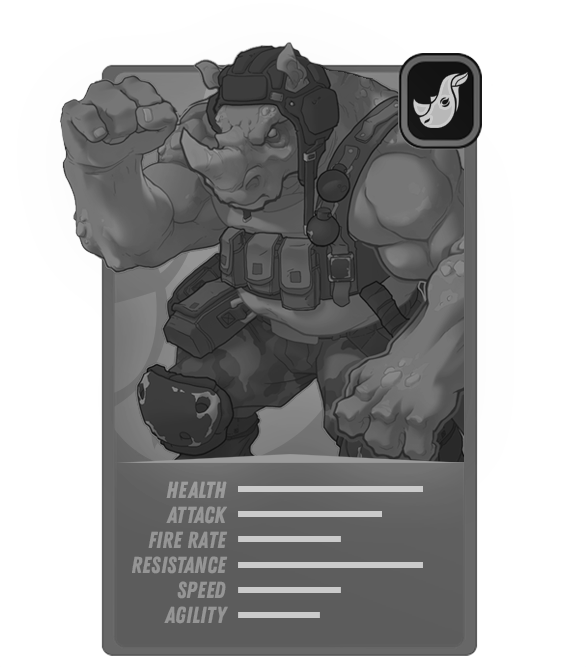 HEALTH
ATTACK
FIRE RATE
RESISTANCE
SPEED
AGILITY